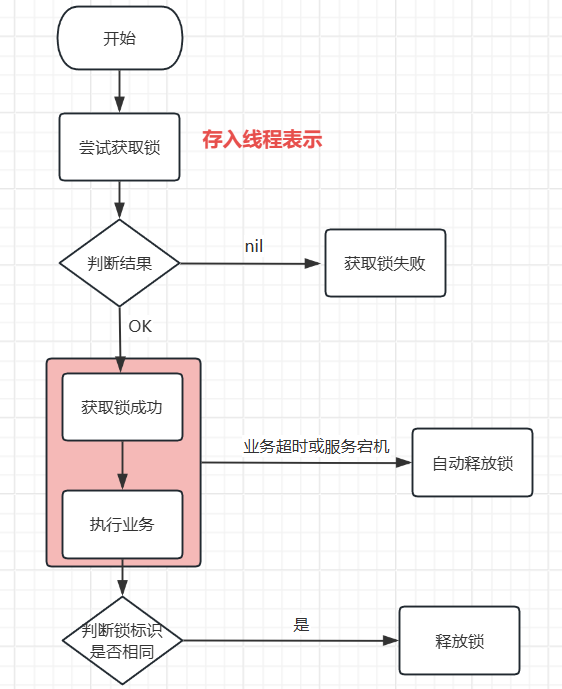 开始
尝试获取锁
存入线程表示
判断结果
nil
获取锁失败
OK
获取锁成功
业务超时或服务宕机
自动释放锁
执行业务
判断锁标识
是否相同
是
释放锁